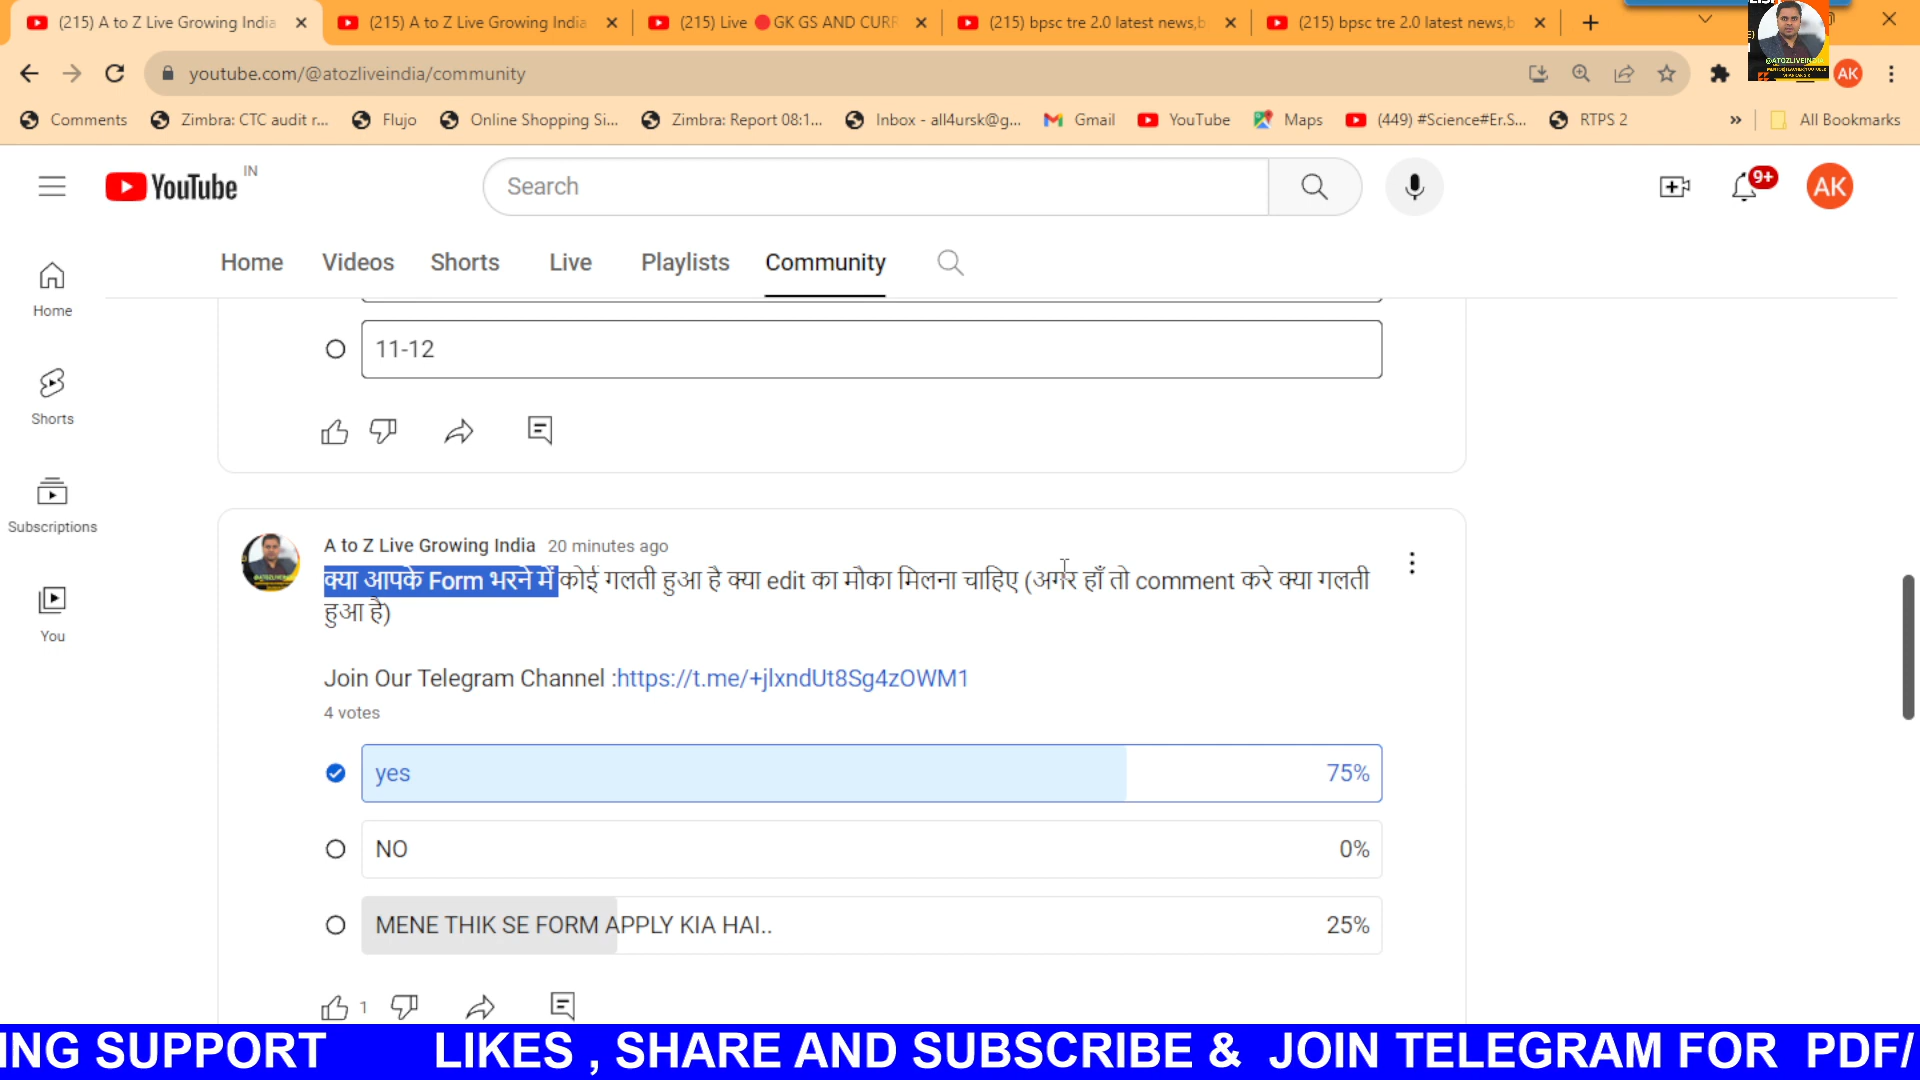 (215) A to Z Live Growing India
(215) A to Z Live Growing India
(215) Live 🔴GK GS AND CURR
(215) bpsc tre 2.0 latest news,b
(215) bpsc tre 2.0 latest news,b
youtube.com/@atozliveindia/community
@ATOZLIVEINDIA
AK
Comments
Zimbra: CTC audit r...
Flujo
Online Shopping Si...
Zimbra: Report 08:1...
Inbox - all4ursk@g...
Gmail
YouTube
Maps
(449) #Science#Er.S...
RTPS 2
»
All Bookmarks
YouTube IN
Search
9+
AK
Home
Videos
Shorts
Live
Playlists
Community
Home
Shorts
Subscriptions
You
11-12
A to Z Live Growing India 20 minutes ago
क्या आपके Form भरने में कोई गलती हुआ है क्या edit का मौका मिलना चाहिए (अगर हाँ तो comment करे क्या गलती
हुआ है)
Join Our Telegram Channel :https://t.me/+jlxndUt8Sg4zOWM1
4 votes
yes 75%
NO 0%
MENE THIK SE FORM APPLY KIA HAI.. 25%
1
ING SUPPORT LIKES , SHARE AND SUBSCRIBE & JOIN TELEGRAM FOR PDF/